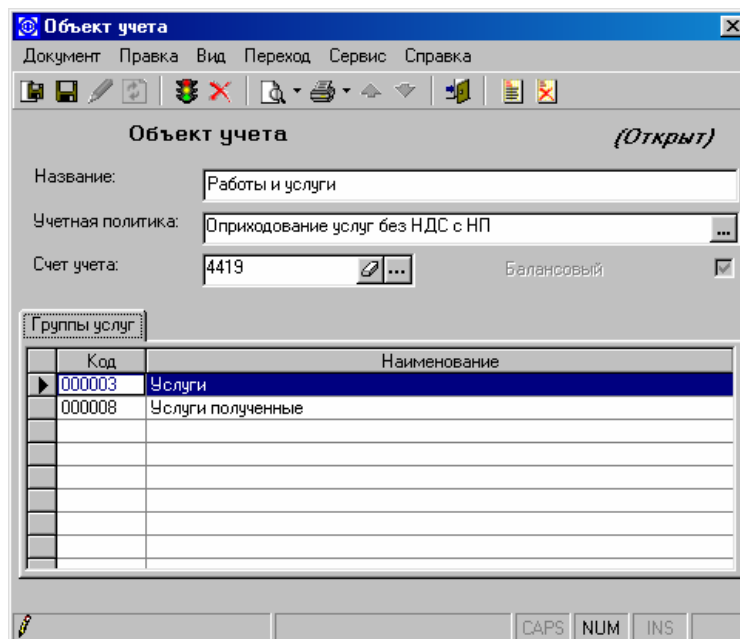 Объект учета
Документ Правка Вид Переход Сервис Справка
Объект учета
(Открыт)
Название: Работы и услуги
Учетная политика: Оприходование услуг без НДС с НП ...
Счет учета: 4419 ... Балансовый
Группы услуг
Код Наименование
000003 Услуги
000008 Услуги полученные
CAPS NUM INS